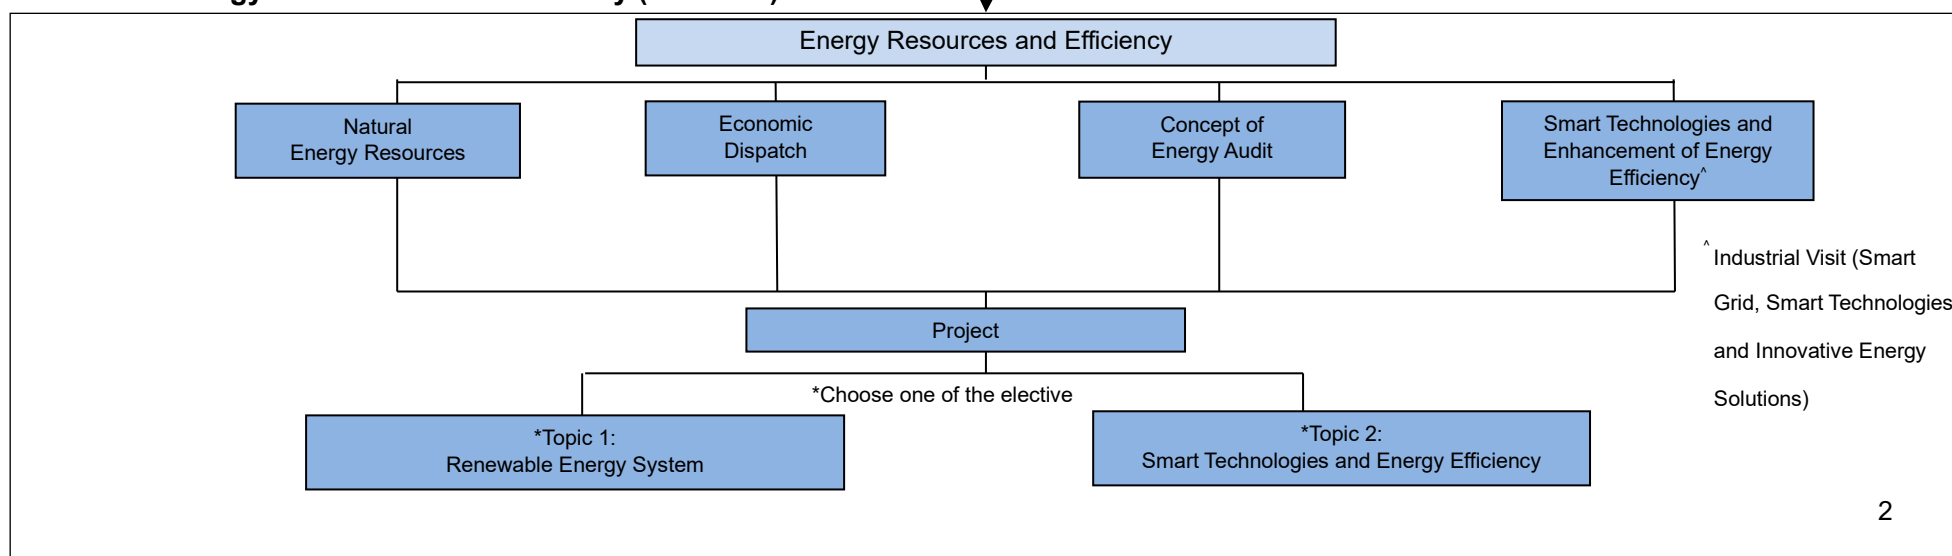 Energy Resources and Efficiency
Natural
Energy Resources
Economic
Dispatch
Concept of
Energy Audit
Smart Technologies and
Enhancement of Energy
Efficiency^
^ Industrial Visit (Smart
Grid, Smart Technologies
and Innovative Energy
Solutions)
Project
*Choose one of the elective
*Topic 1:
Renewable Energy System
*Topic 2:
Smart Technologies and Energy Efficiency
2